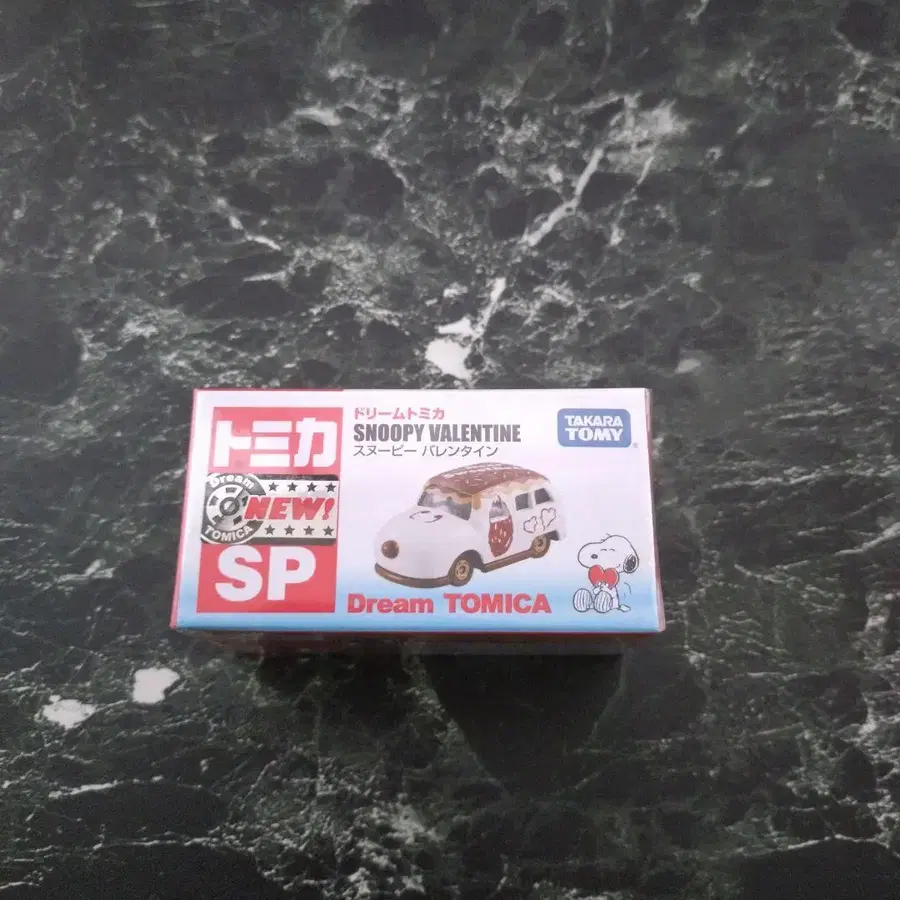 トミカ
Dream
NEW!
TOMICA
SP
ドリームトミカ
SNOOPY VALENTINE
スヌーピー バレンタイン
TAKARA
TOMY
Dream TOMICA